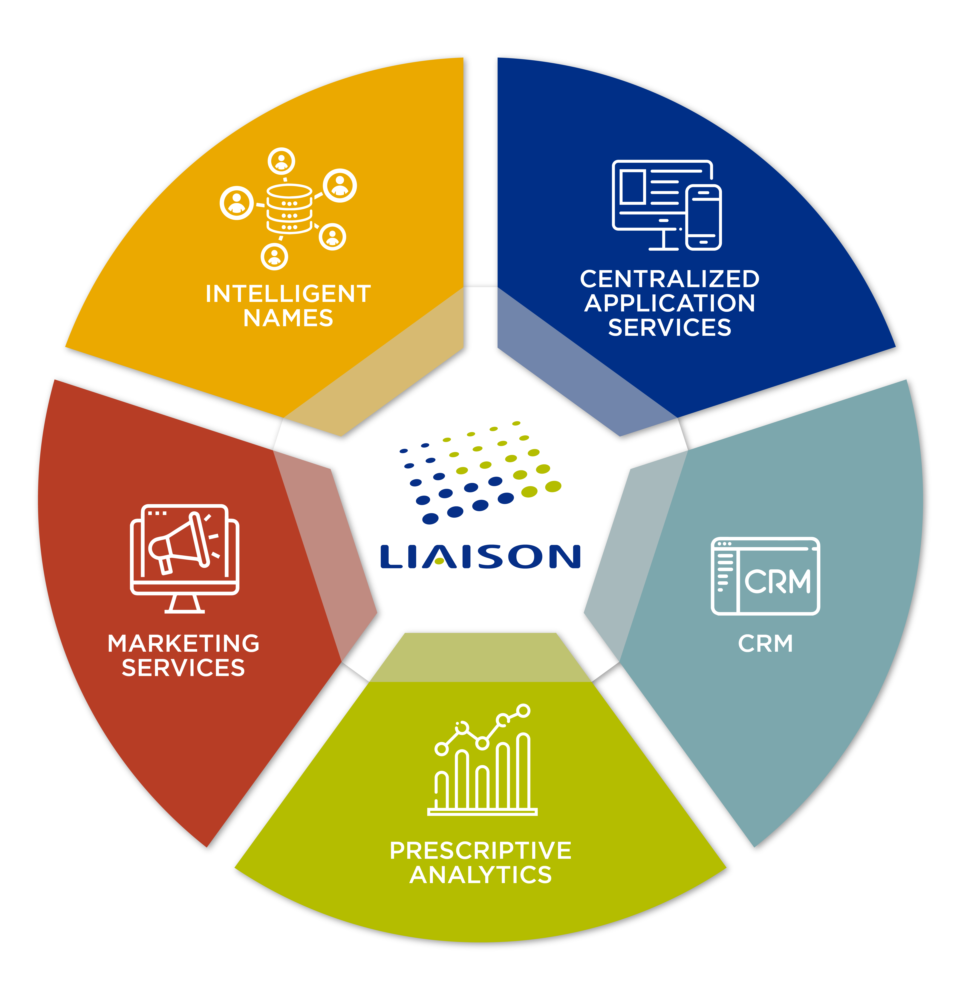 INTELLIGENT
NAMES
CENTRALIZED
APPLICATION
SERVICES
LIAISON
MARKETING
SERVICES
CRM
CRM
PRESCRIPTIVE
ANALYTICS